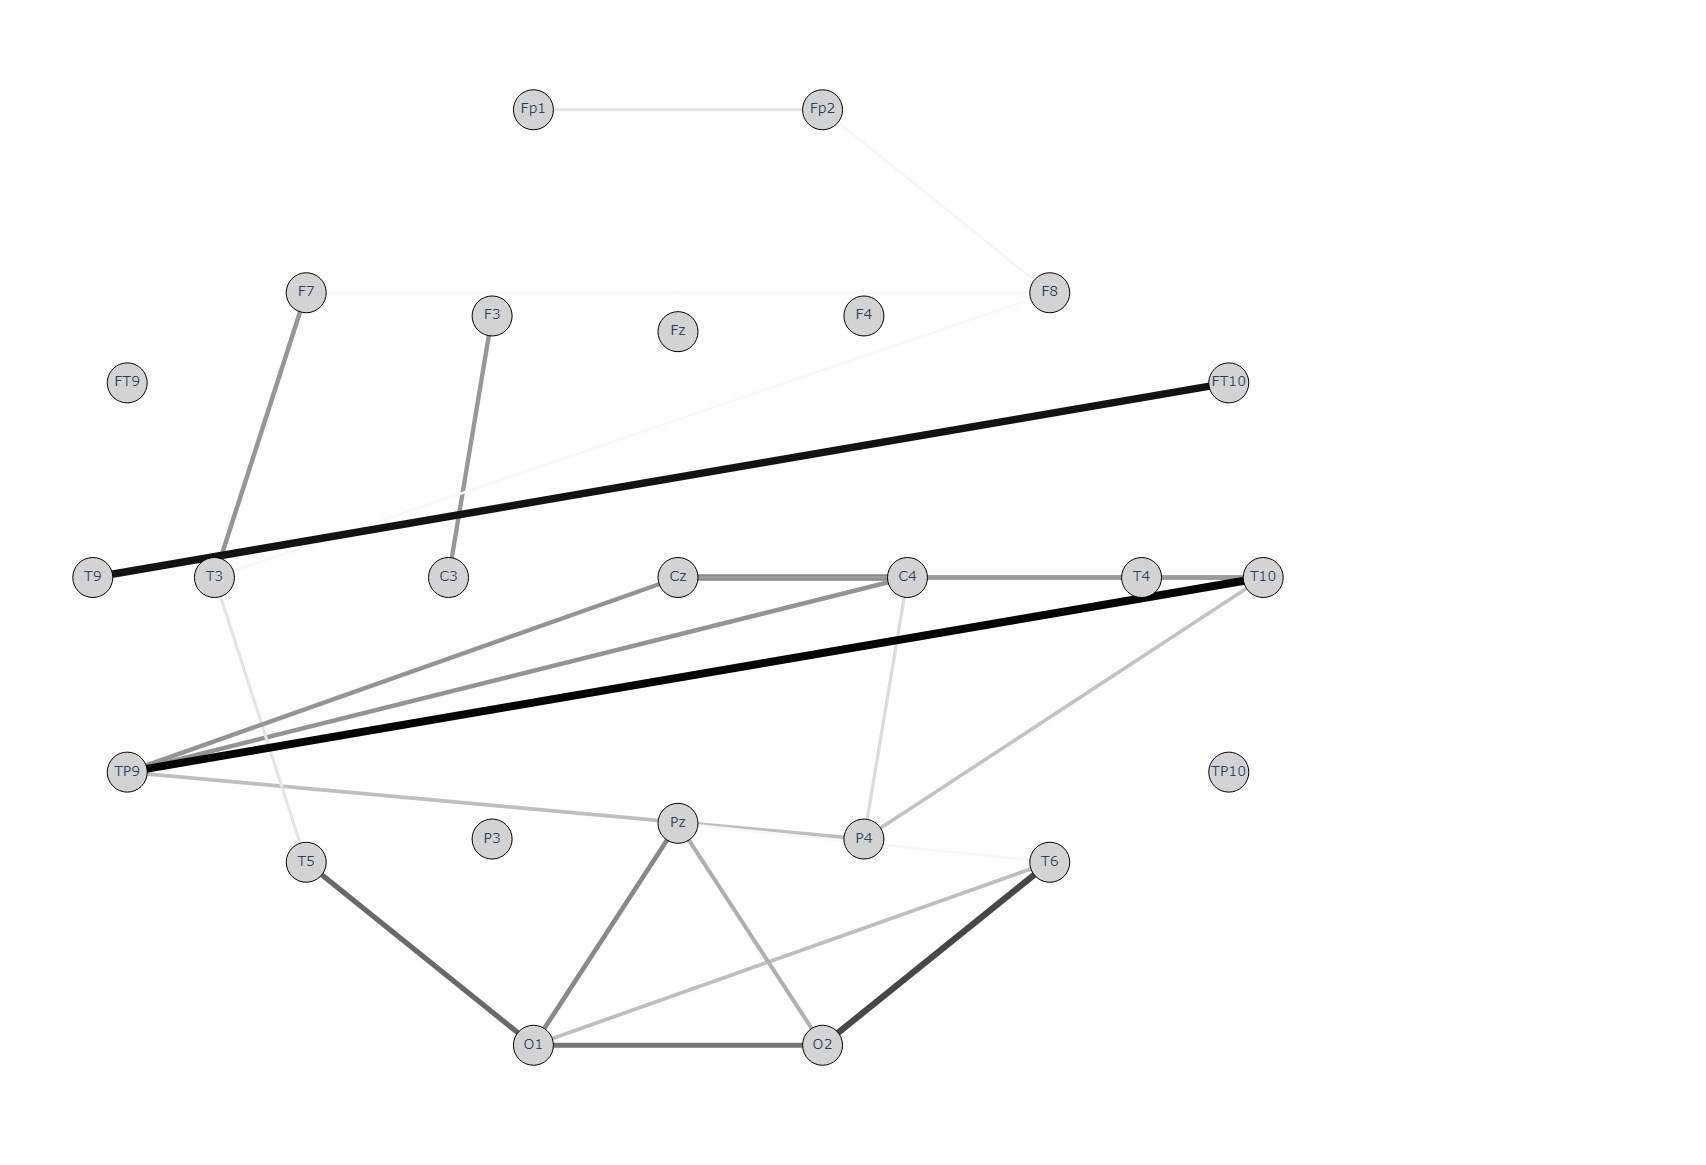 Fp1 Fp2
F7 F3 Fz F4 F8
FT9 FT10
T9 T3 C3 Cz C4 T4 T10
TP9 TP10
T5 P3 Pz P4 T6
O1 O2